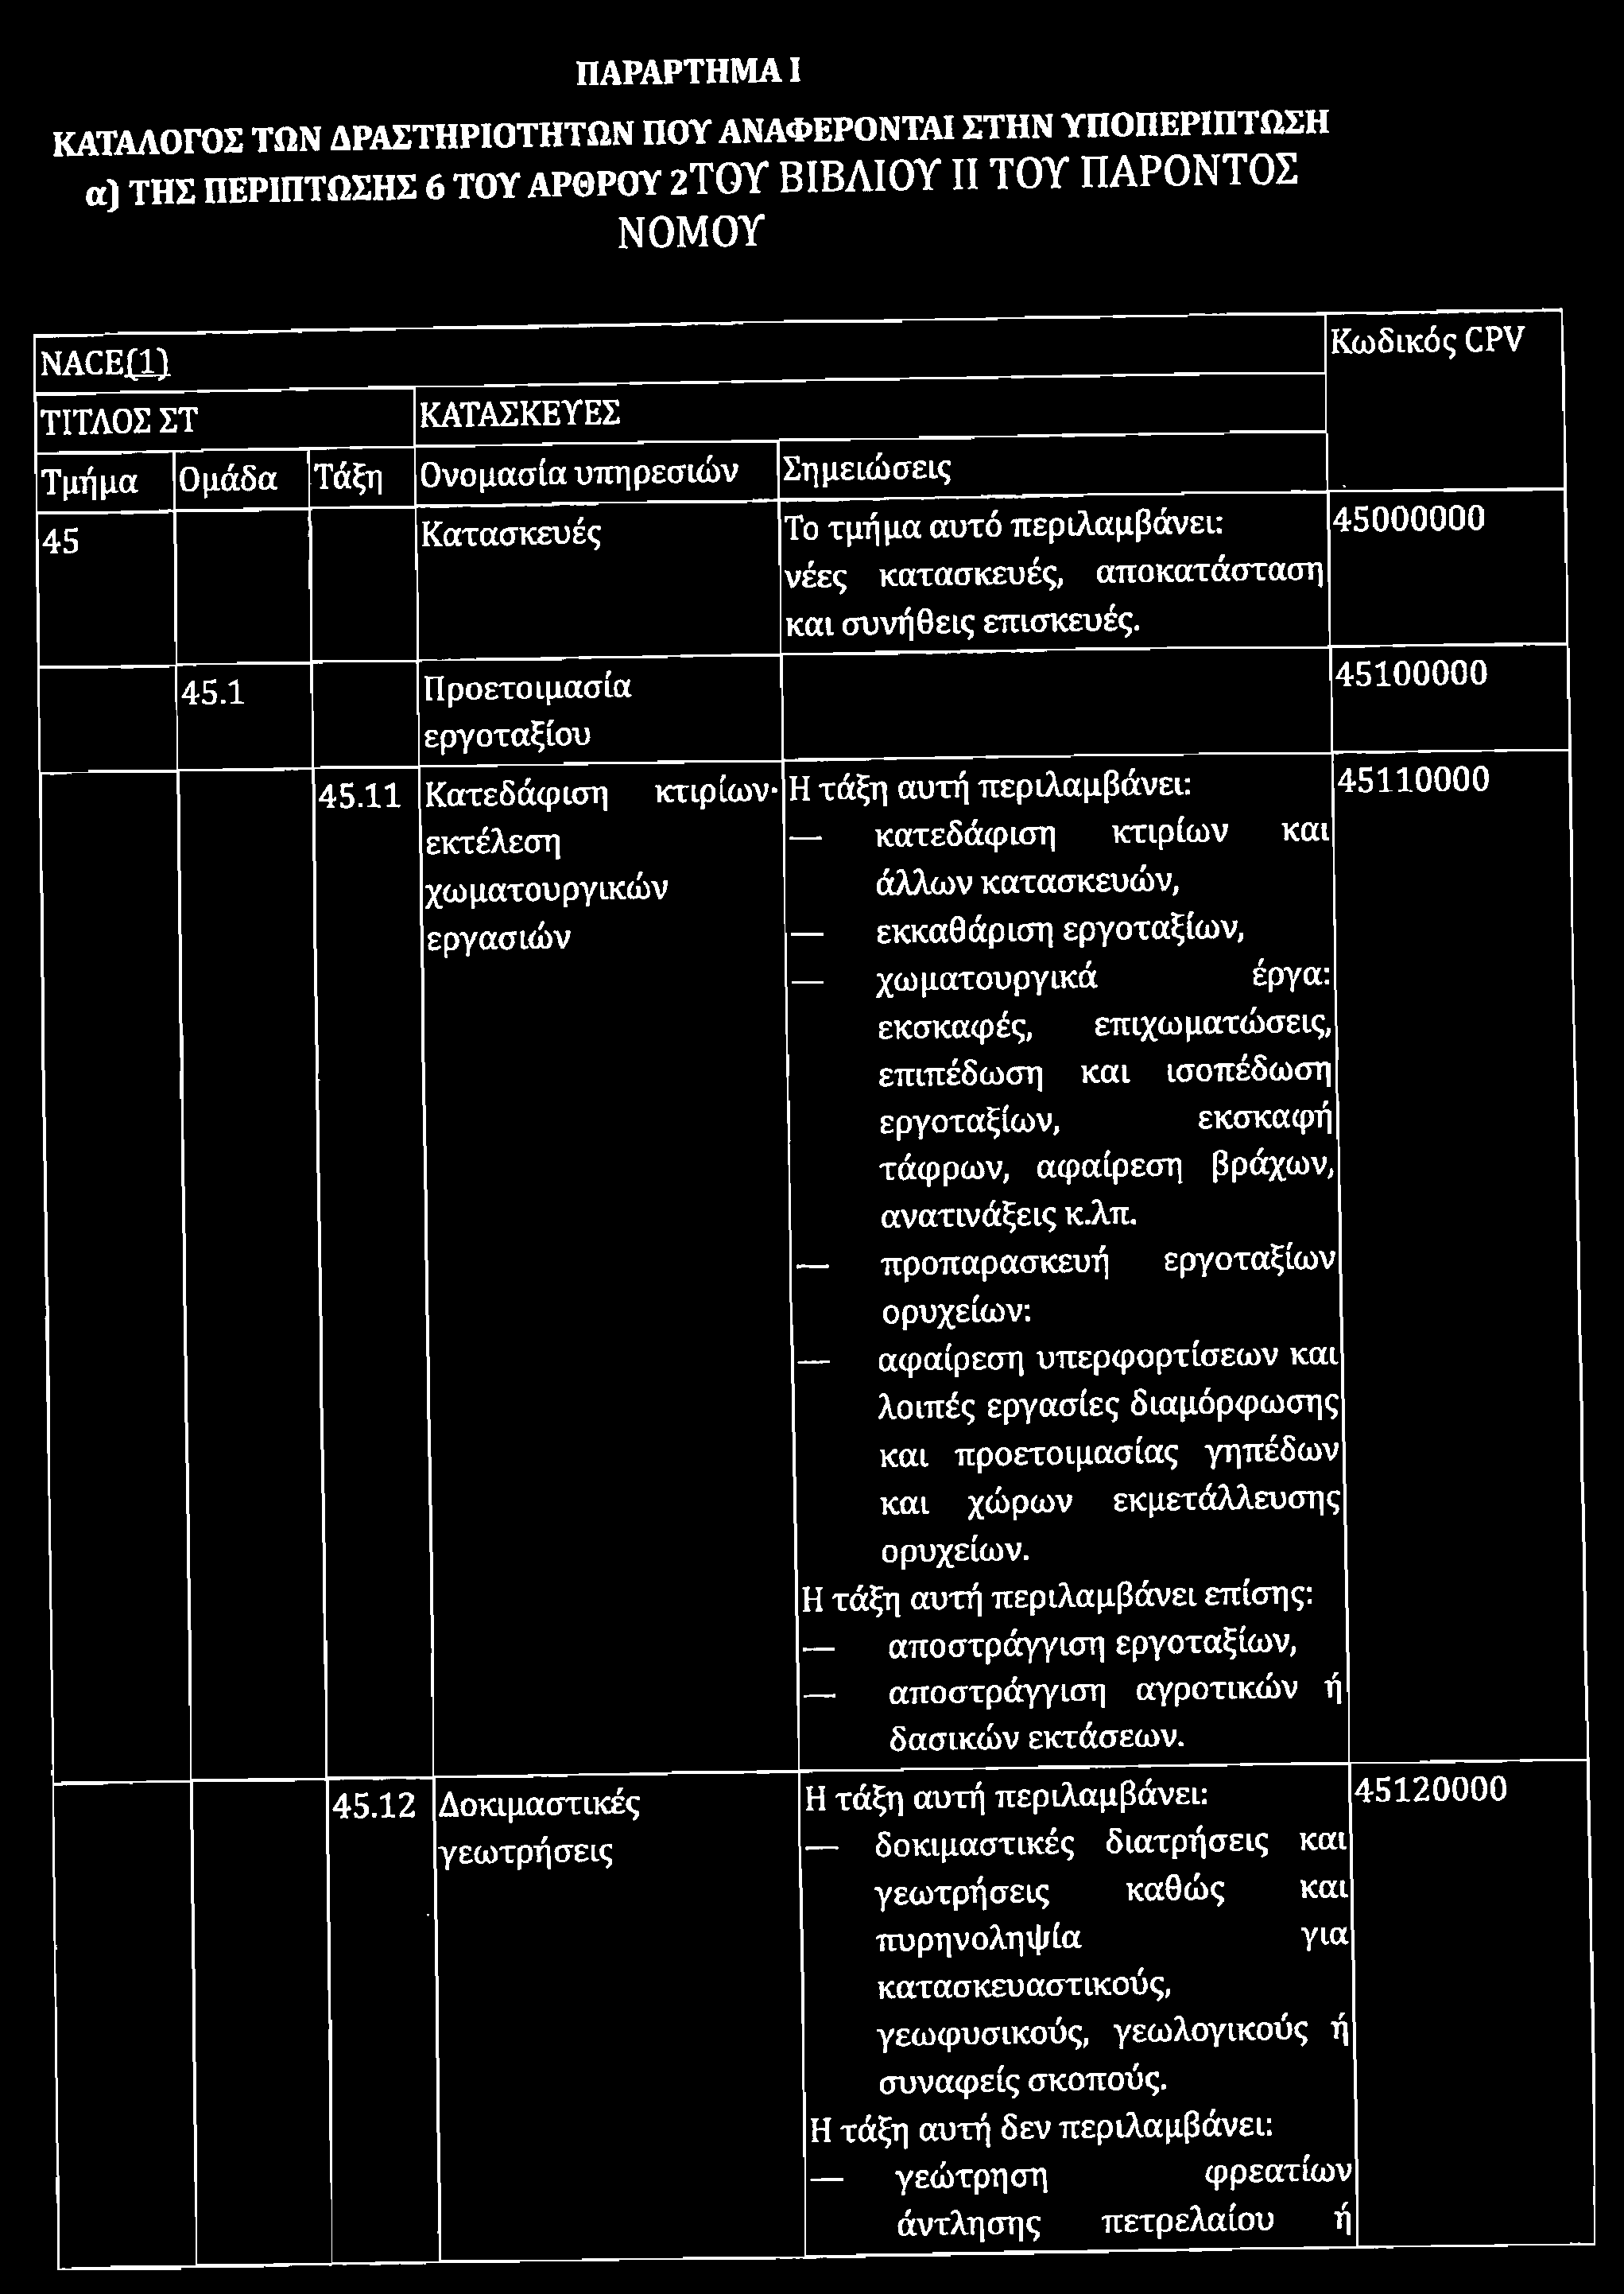 ΠΑΡΑΡΤΗΜΑ Ι
ΚΑΤΑΛΟΓΟΣ ΤΩΝ ΔΡΑΣΤΗΡΙΟΤΗΤΩΝ ΠΟΥ ΑΝΑΦΕΡΟΝΤΑΙ ΣΤΗΝ ΥΠΟΠΕΡΙΠΤΩΣΗ
α) ΤΗΣ ΠΕΡΙΠΤΩΣΗΣ 6 ΤΟΥ ΑΡΘΡΟΥ 2ΤΟΥ ΒΙΒΛΙΟΥ ΙΙ ΤΟΥ ΠΑΡΟΝΤΟΣ
ΝΟΜΟΥ
NACE(1)
Κωδικός CPV
ΤΙΤΛΟΣ ΣΤ
ΚΑΤΑΣΚΕΥΕΣ
Τμήμα
Ομάδα
Τάξη
Ονομασία υπηρεσιών
Σημειώσεις
45
Κατασκευές
Το τμήμα αυτό περιλαμβάνει:
νέες κατασκευές, αποκατάσταση
και συνήθεις επισκευές.
45000000
45.1
Προετοιμασία
εργοταξίου
45100000
45.11
Κατεδάφιση κτιρίων·
εκτέλεση
χωματουργικών
εργασιών
Η τάξη αυτή περιλαμβάνει:
— κατεδάφιση κτιρίων και
άλλων κατασκευών,
— εκκαθάριση εργοταξίων,
— χωματουργικά έργα:
εκσκαφές, επιχωματώσεις,
επιπέδωση και ισοπέδωση
εργοταξίων, εκσκαφή
τάφρων, αφαίρεση βράχων,
ανατινάξεις κ.λπ.
— προπαρασκευή εργοταξίων
ορυχείων:
— αφαίρεση υπερφορτίσεων και
λοιπές εργασίες διαμόρφωσης
και προετοιμασίας γηπέδων
και χώρων εκμετάλλευσης
ορυχείων.
Η τάξη αυτή περιλαμβάνει επίσης:
— αποστράγγιση εργοταξίων,
— αποστράγγιση αγροτικών ή
δασικών εκτάσεων.
45110000
45.12
Δοκιμαστικές
γεωτρήσεις
Η τάξη αυτή περιλαμβάνει:
— δοκιμαστικές διατρήσεις και
γεωτρήσεις καθώς και
πυρηνοληψία για
κατασκευαστικούς,
γεωφυσικούς, γεωλογικούς ή
συναφείς σκοπούς.
Η τάξη αυτή δεν περιλαμβάνει:
— γεώτρηση φρεατίων
άντλησης πετρελαίου ή
45120000